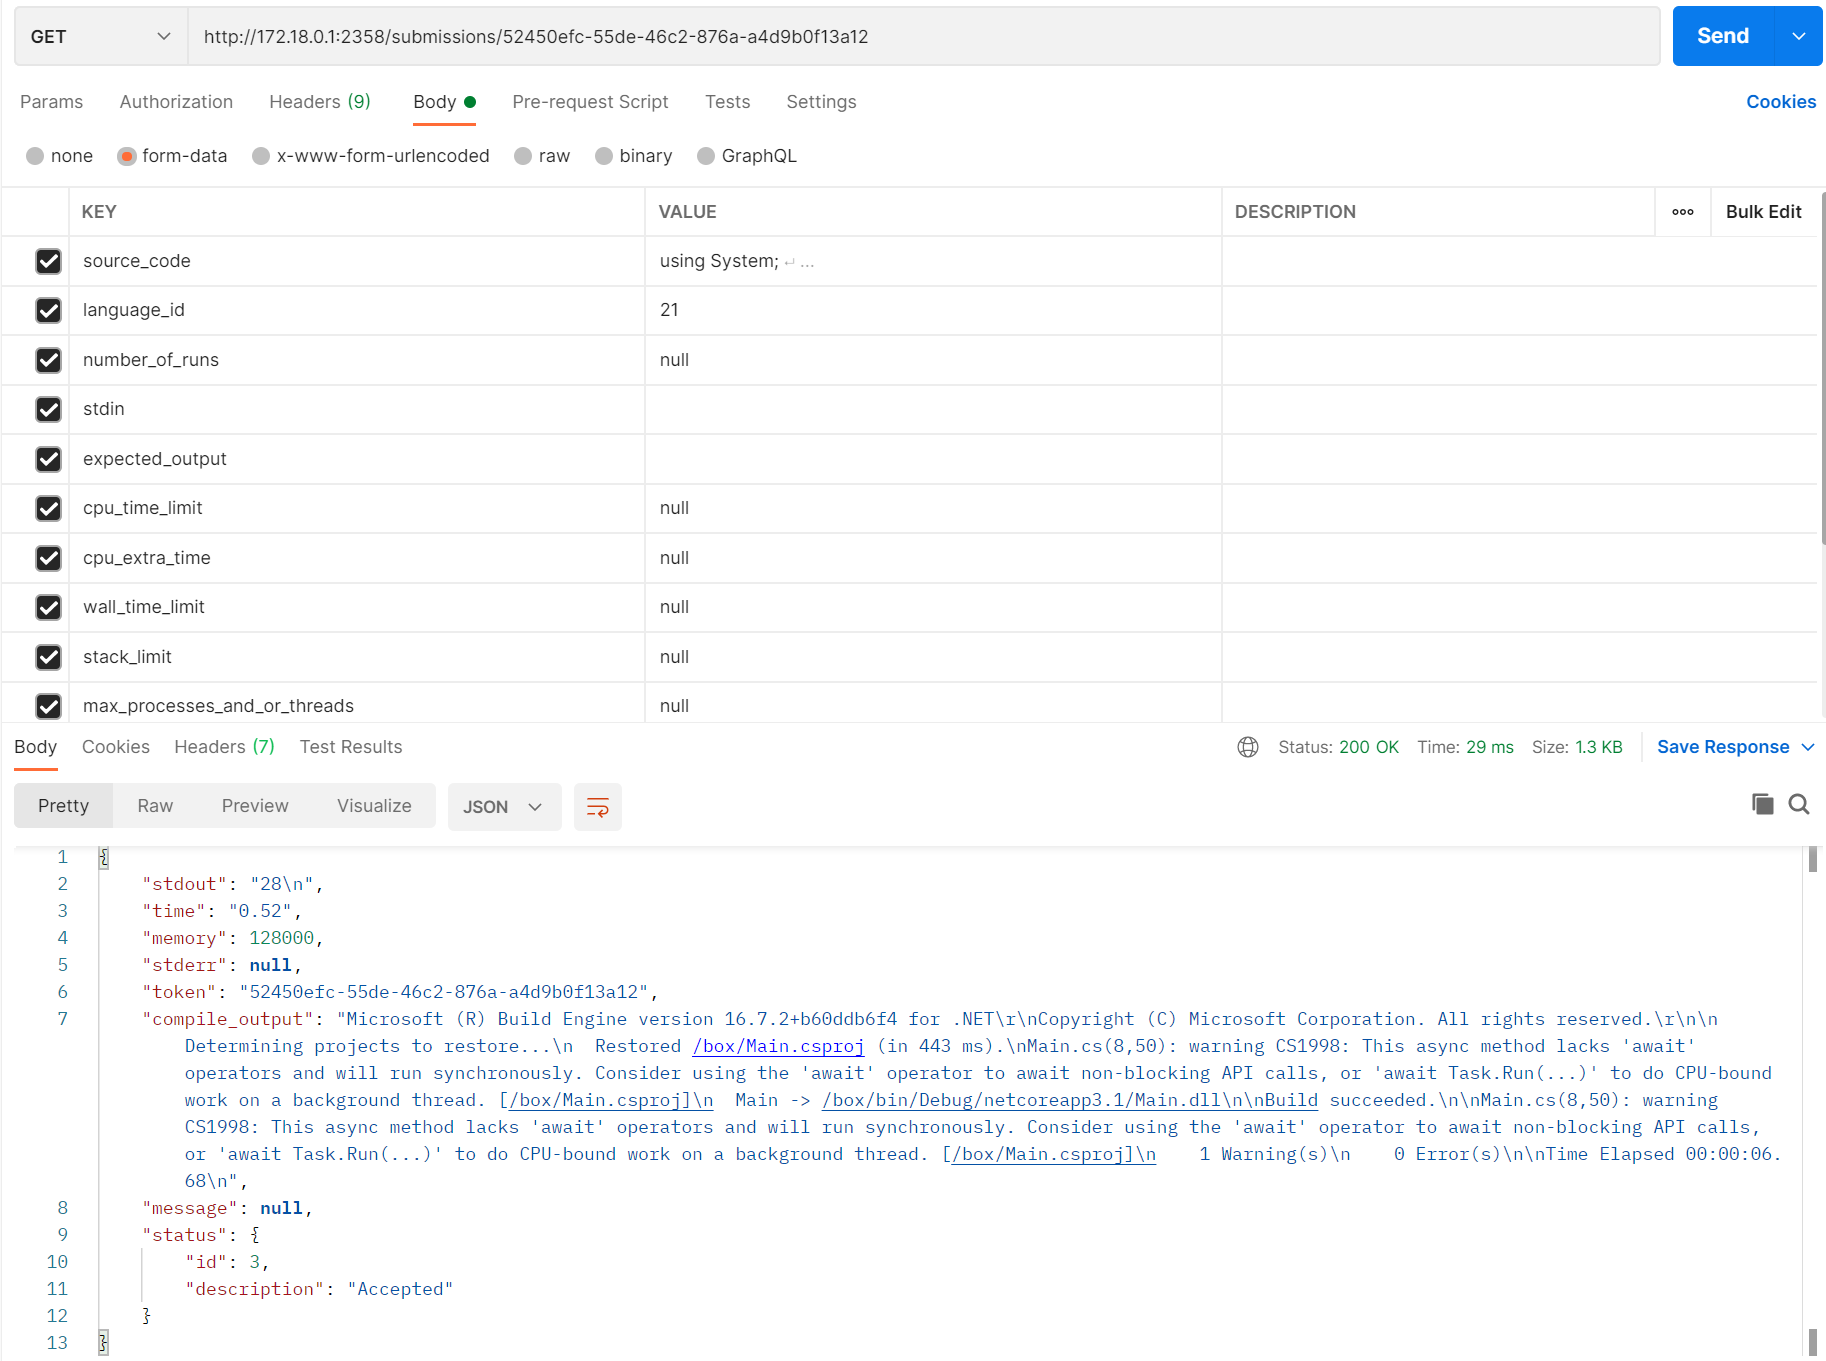 GET
http://172.18.0.1:2358/submissions/52450efc-55de-46c2-876a-a4d9b0f13a12
Send
Params Authorization Headers (9) Body Pre-request Script Tests Settings Cookies
none form-data x-www-form-urlencoded raw binary GraphQL
KEY VALUE DESCRIPTION ooo Bulk Edit
source_code using System; ↵ ...
language_id 21
number_of_runs null
stdin
expected_output
cpu_time_limit null
cpu_extra_time null
wall_time_limit null
stack_limit null
max_processes_and_or_threads null
Body Cookies Headers (7) Test Results Status: 200 OK Time: 29 ms Size: 1.3 KB Save Response
Pretty Raw Preview Visualize JSON
1 {
2 "stdout": "28\n",
3 "time": "0.52",
4 "memory": 128000,
5 "stderr": null,
6 "token": "52450efc-55de-46c2-876a-a4d9b0f13a12",
7 "compile_output": "Microsoft (R) Build Engine version 16.7.2+b60ddb6f4 for .NET\r\nCopyright (C) Microsoft Corporation. All rights reserved.\r\n\n
Determining projects to restore...\n  Restored /box/Main.csproj (in 443 ms).\nMain.cs(8,50): warning CS1998: This async method lacks 'await'
operators and will run synchronously. Consider using the 'await' operator to await non-blocking API calls, or 'await Task.Run(...)' to do CPU-bound
work on a background thread. [/box/Main.csproj]\n  Main -> /box/bin/Debug/netcoreapp3.1/Main.dll\n\nBuild succeeded.\n\nMain.cs(8,50): warning
CS1998: This async method lacks 'await' operators and will run synchronously. Consider using the 'await' operator to await non-blocking API calls,
or 'await Task.Run(...)' to do CPU-bound work on a background thread. [/box/Main.csproj]\n    1 Warning(s)\n    0 Error(s)\n\nTime Elapsed 00:00:06.
68\n",
8 "message": null,
9 "status": {
10 "id": 3,
11 "description": "Accepted"
12 }
13 }